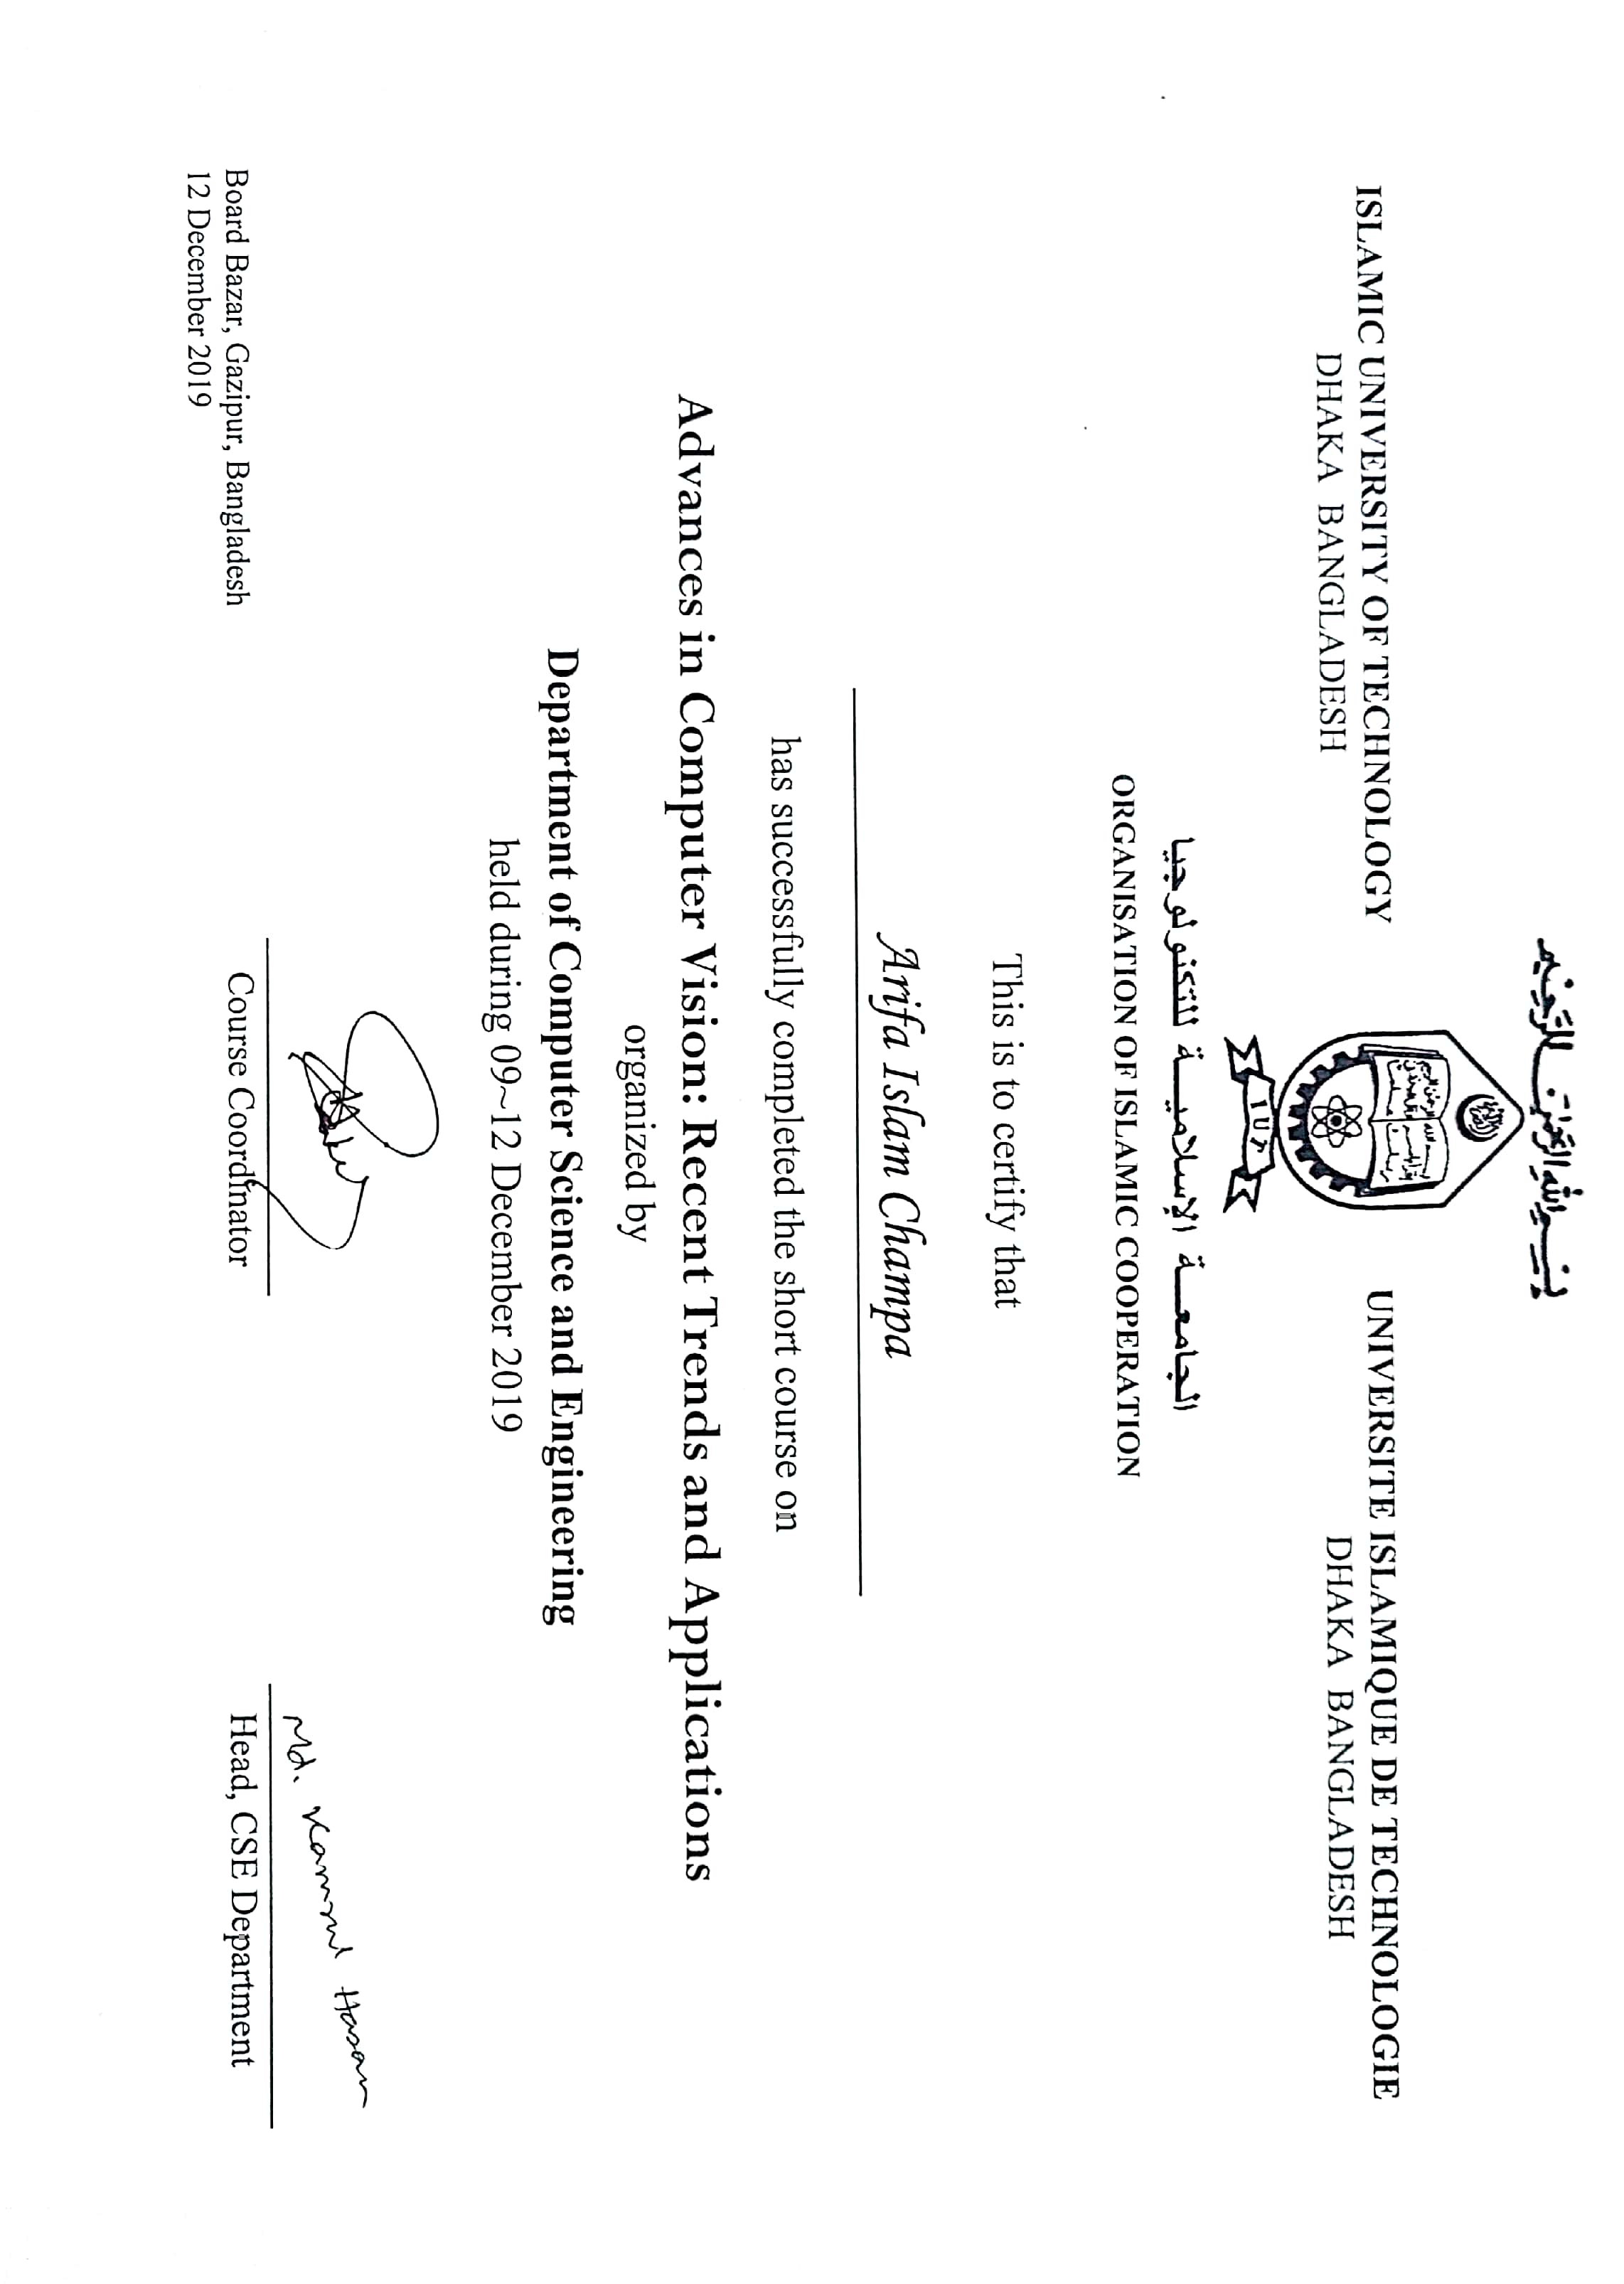 بسم الله الرحمن الرحيم
ISLAMIC UNIVERSITY OF TECHNOLOGY
DHAKA BANGLADESH
UNIVERSITE ISLAMIQUE DE TECHNOLOGIE
DHAKA BANGLADESH
IUT
الجامعة الإسلامية للتكنولوجيا
ORGANISATION OF ISLAMIC COOPERATION
This is to certify that
Arifa Islam Champa
has successfully completed the short course on
Advances in Computer Vision: Recent Trends and Applications
organized by
Department of Computer Science and Engineering
held during 09~12 December 2019
Md. Kamrul Hasan
Board Bazar, Gazipur, Bangladesh
12 December 2019
Course Coordinator
Head, CSE Department